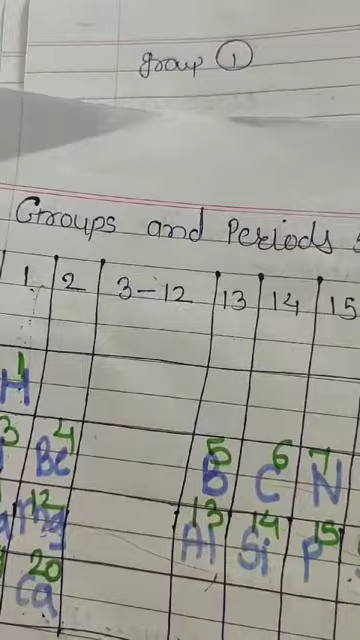 group 1
Groups and Periods
1 2 3-12 13 14 15
1
H
3 4 5 6 7
Be B C N
12 13 14 15
Mg Al Si P
20
Ca